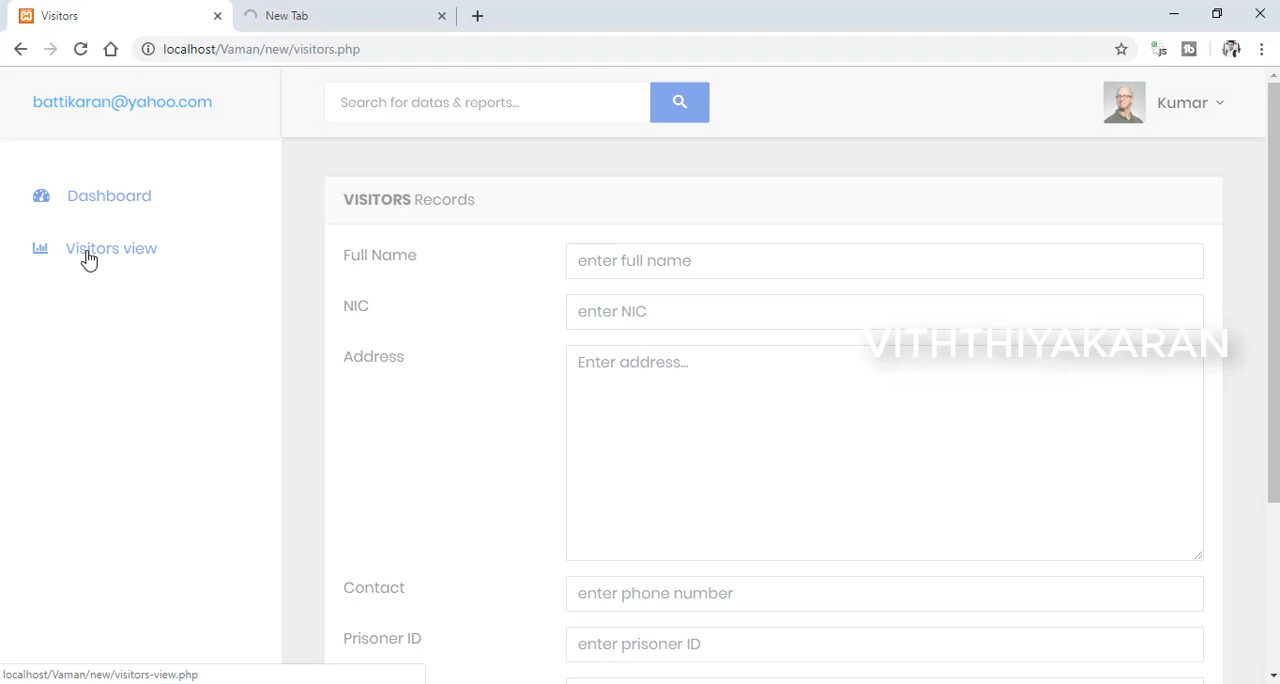 Visitors
New Tab
localhost/Vaman/new/visitors.php
battikaran@yahoo.com
Search for datas & reports...
Kumar
Dashboard
Visitors view
VISITORS Records
Full Name
enter full name
NIC
enter NIC
VITHTHIYAKARAN
Address
Enter address...
Contact
enter phone number
Prisoner ID
enter prisoner ID
localhost/Vaman/new/visitors-view.php